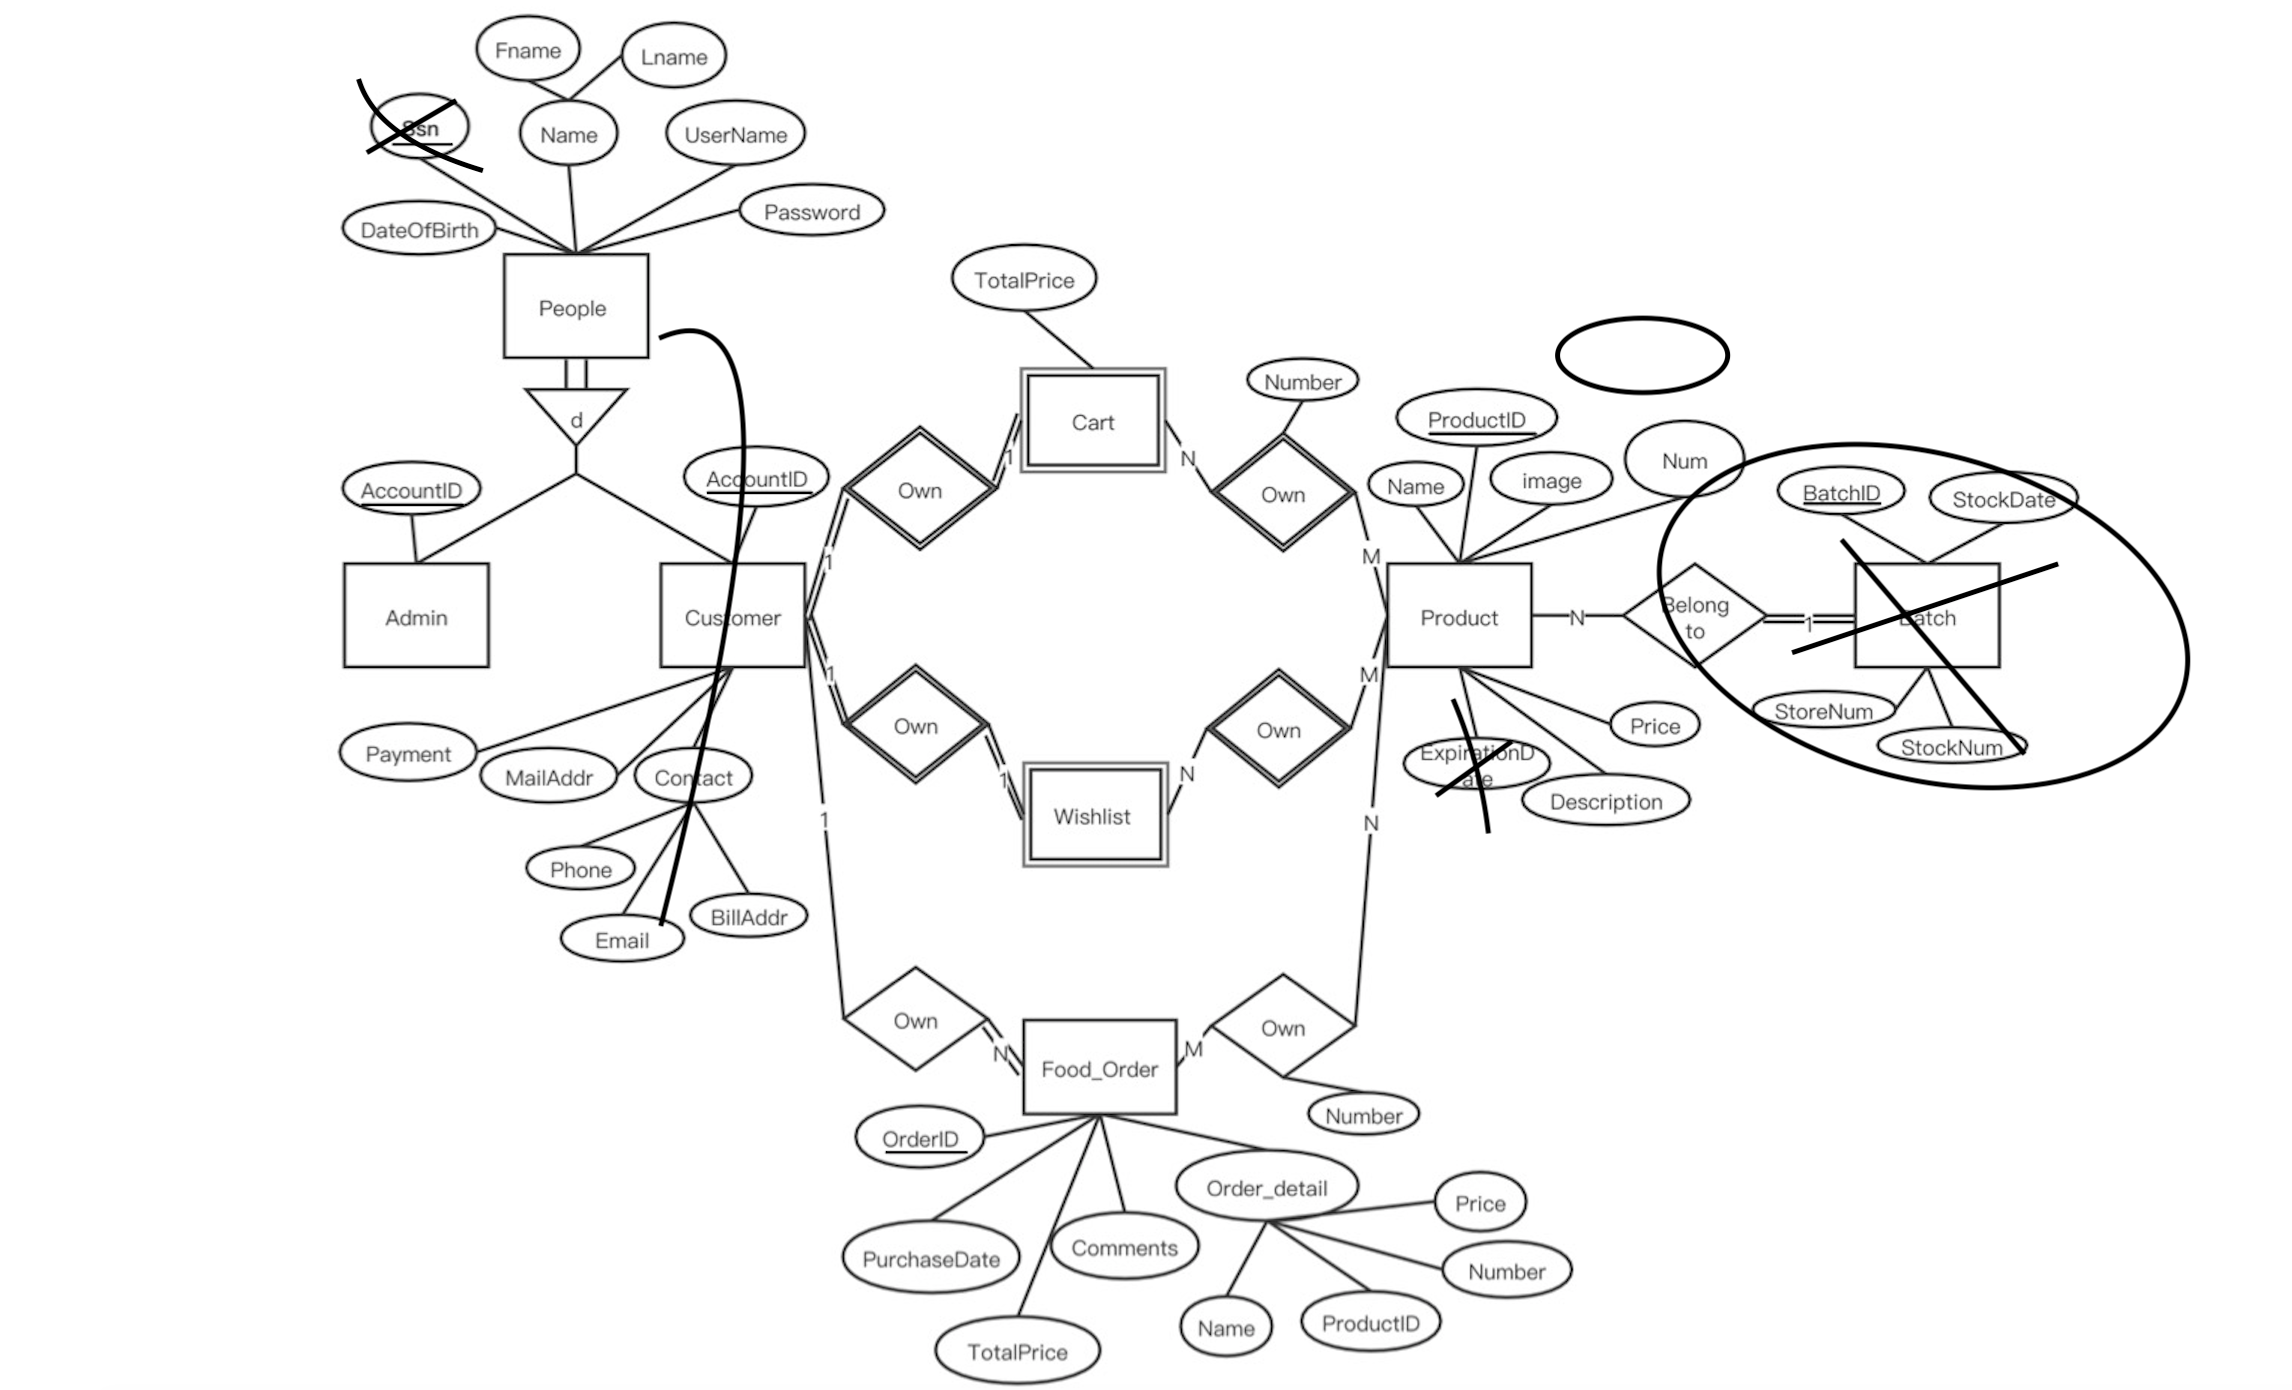 Fname
Lname
Ssn
Name
UserName
DateOfBirth
Password
People
d
TotalPrice
Cart
Number
ProductID
Name
image
Num
BatchID
StockDate
AccountID
AccountID
Own
1
N
Own
1
M
Admin
Customer
Product
N
Belong
to
1
Batch
1
M
Own
Own
1
N
Wishlist
Payment
MailAddr
Contact
Phone
Email
BillAddr
ExpirationD
ate
Price
Description
StoreNum
StockNum
1
N
Own
N
Food_Order
M
Own
Number
OrderID
Order_detail
Price
PurchaseDate
Comments
Number
Name
ProductID
TotalPrice